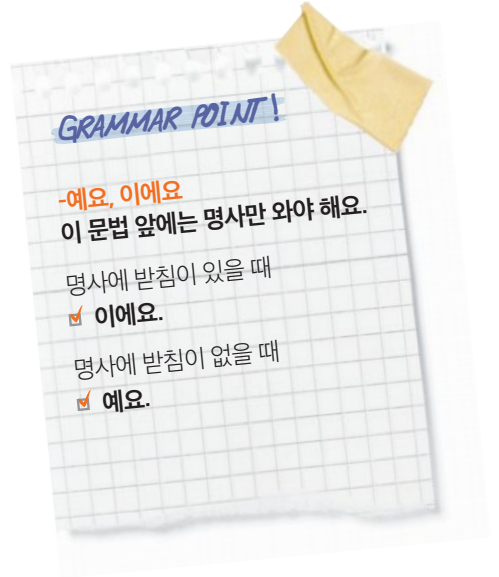 GRAMMAR POINT!
-예요, 이에요
이 문법 앞에는 명사만 와야 해요.
명사에 받침이 있을 때
이에요.
명사에 받침이 없을 때
예요.